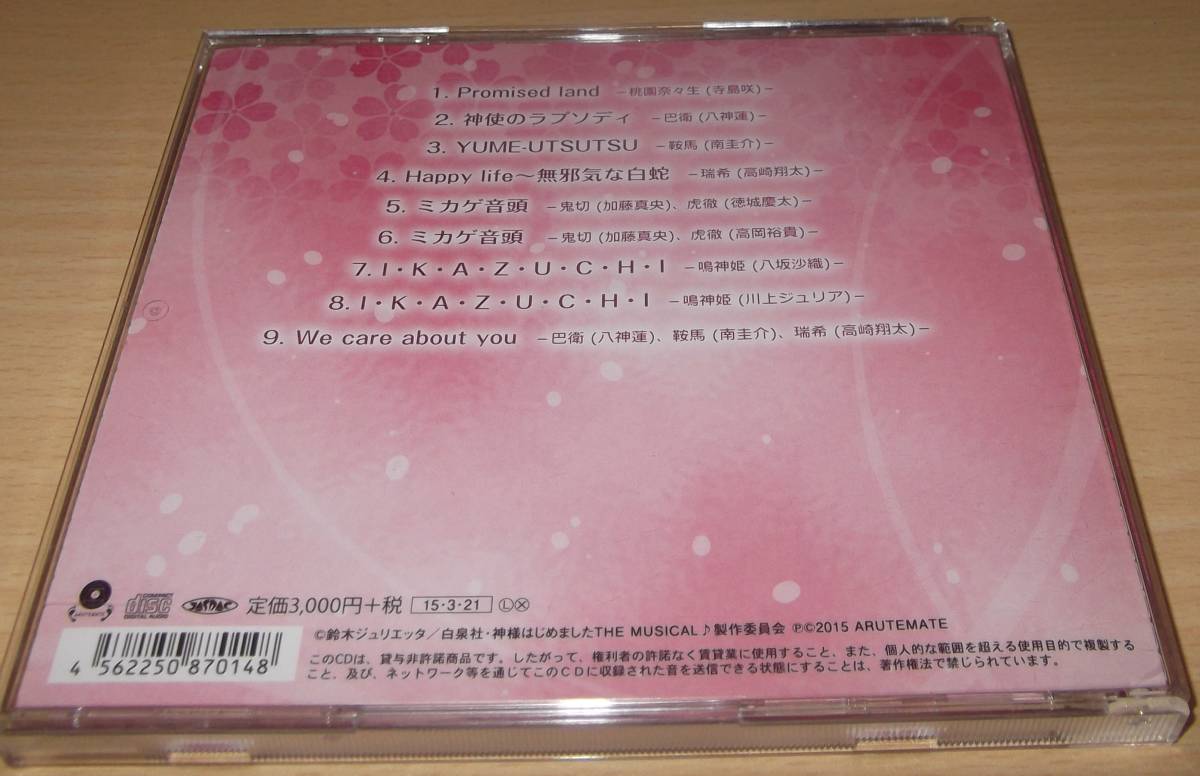 1. Promised land －桃園奈々生 (寺島咲)－
2. 神使のラプソディ －巴衛 (八神蓮)－
3. YUME-UTSUTSU －鞍馬 (南圭介)－
4. Happy life～無邪気な白蛇 －瑞希 (高崎翔太)－
5. ミカゲ音頭 －鬼切 (加藤真央)、虎徹 (徳城慶太)－
6. ミカゲ音頭 －鬼切 (加藤真央)、虎徹 (高岡裕貴)－
7. I・K・A・Z・U・C・H・I －鳴神姫 (八坂沙織)－
8. I・K・A・Z・U・C・H・I －鳴神姫 (川上ジュリア)－
9. We care about you －巴衛 (八神蓮)、鞍馬 (南圭介)、瑞希 (高崎翔太)－
COMPACT disc DIGITAL AUDIO JASRAC 定価3,000円+税 15・3・21 Ⓛⓧ
©鈴木ジュリエッタ／白泉社・神様はじめましたTHE MUSICAL♪製作委員会 ℗©2015 ARUTEMATE
4 562250 870148
このCDは、貸与非許諾商品です。したがって、権利者の許諾なく賃貸業に使用すること、また、個人的な範囲を超える使用目的で複製する
こと、及び、ネットワーク等を通じてこのCDに収録された音を送信できる状態にすることは、著作権法で禁じられています。